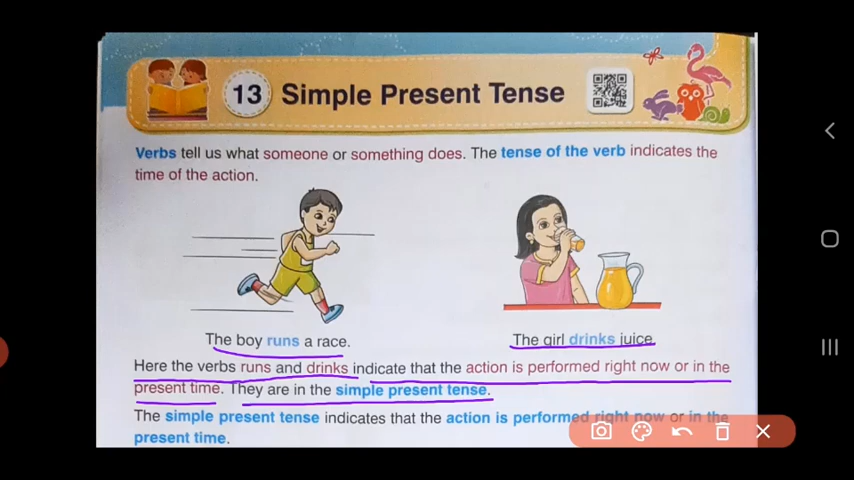 13 Simple Present Tense
Verbs tell us what someone or something does. The tense of the verb indicates the
time of the action.
The boy runs a race.
The girl drinks juice.
Here the verbs runs and drinks indicate that the action is performed right now or in the
present time. They are in the simple present tense.
The simple present tense indicates that the action is performed right now or in the
present time.